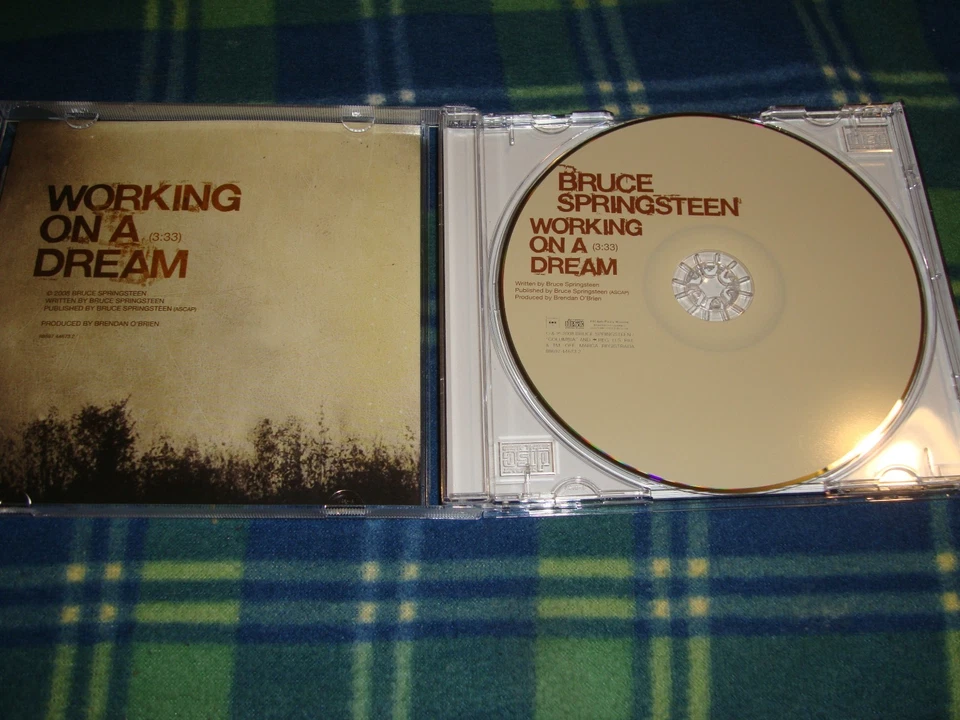 WORKING
ON A (3:33)
DREAM
© 2008 BRUCE SPRINGSTEEN
WRITTEN BY BRUCE SPRINGSTEEN
PUBLISHED BY BRUCE SPRINGSTEEN (ASCAP)
PRODUCED BY BRENDAN O'BRIEN
BRUCE
SPRINGSTEEN
WORKING
ON A (3:33)
DREAM
Written by Bruce Springsteen
Published by Bruce Springsteen (ASCAP)
Produced by Brendan O'Brien
disc
disc